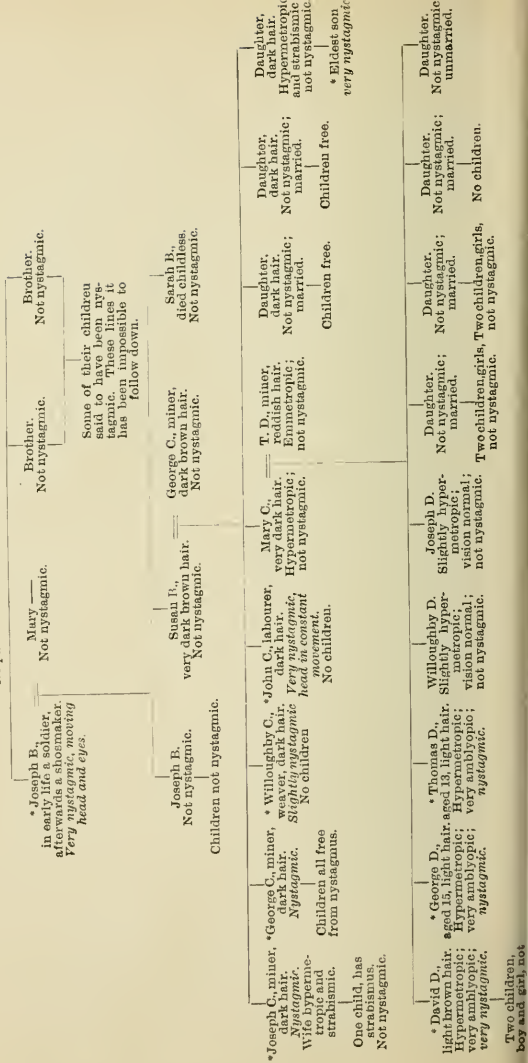 * Joseph B.,
in early life a soldier,
afterwards a shoemaker.
Very nystagmic, moving
head and eyes.
Mary ——
Not nystagmic.
Brother.
Not nystagmic.
Brother.
Not nystagmic.
Some of their children
said to have been nys-
tagmic. These lines it
has been impossible to
follow down.
Joseph B.
Not nystagmic.
Children not nystagmic.
Susan B.,
very dark brown hair.
Not nystagmic.
George C., miner,
dark brown hair.
Not nystagmic.
Sarah B.,
died childless.
Not nystagmic.
*Joseph C., miner,
dark hair.
Nystagmic.
Wife hyperme-
tropic and
strabismic.
One child, has
strabismus.
Not nystagmic.
*George C., miner,
dark hair.
Nystagmic.
Children all free
from nystagmus.
* Willoughby C.,
weaver, dark hair.
Slightly nystagmic
No children
*John C., labourer,
dark hair.
Very nystagmic,
head in constant
movement.
No children.
Mary C.,
very dark hair.
Hypermetropic;
not nystagmic.
T. D., miner,
reddish hair.
Emmetropic;
not nystagmic.
Daughter,
dark hair.
Not nystagmic;
married.
Children free.
Daughter,
dark hair.
Not nystagmic;
married.
Children free.
Daughter,
dark hair.
Hypermetropic
and strabismic
not nystagmic.
* Eldest son
very nystagmic
* David D.,
light brown hair.
Hypermetropic;
very amblyopic;
very nystagmic.
Two children,
boy and girl, not
* George D.,
aged 15, light hair.
Hypermetropic;
very amblyopic;
nystagmic.
* Thomas D.,
aged 13, light hair.
Hypermetropic;
very amblyopic;
nystagmic.
Willoughby D.
Slightly hyper-
metropic;
vision normal;
not nystagmic.
Joseph D.
Slightly hyper-
metropic;
vision normal;
not nystagmic.
Daughter.
Not nystagmic;
married.
Two children, girls,
not nystagmic.
Daughter.
Not nystagmic;
married.
Two children, girls,
not nystagmic.
Daughter.
Not nystagmic;
married.
No children.
Daughter.
Not nystagmic
unmarried.